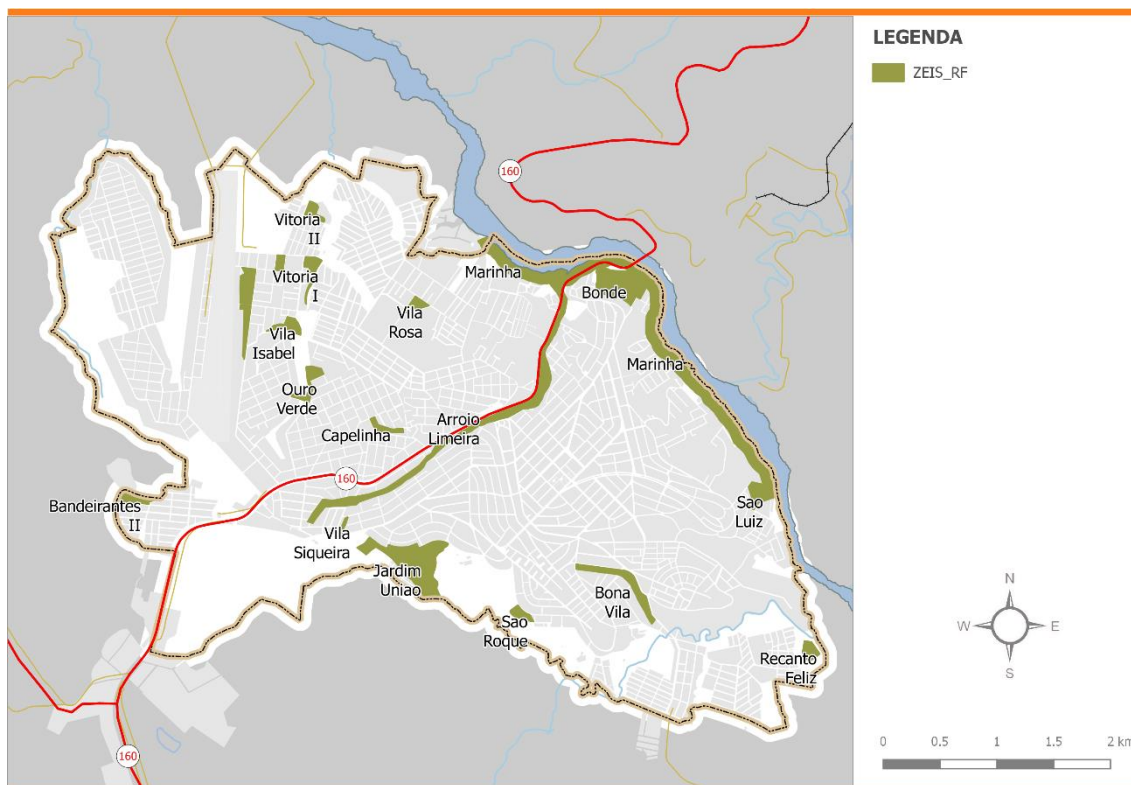 LEGENDA
ZEIS_RF
160
Vitoria
II
Marinha
Vitoria
I
Bonde
Vila
Rosa
Vila
Isabel
Marinha
Ouro
Verde
Capelinha
Arroio
Limeira
160
Bandeirantes
II
Sao
Luiz
Vila
Siqueira
Jardim
Uniao
Bona
Vila
Sao
Roque
Recanto
Feliz
160
N
W
E
S
0
0.5
1
1.5
2 km